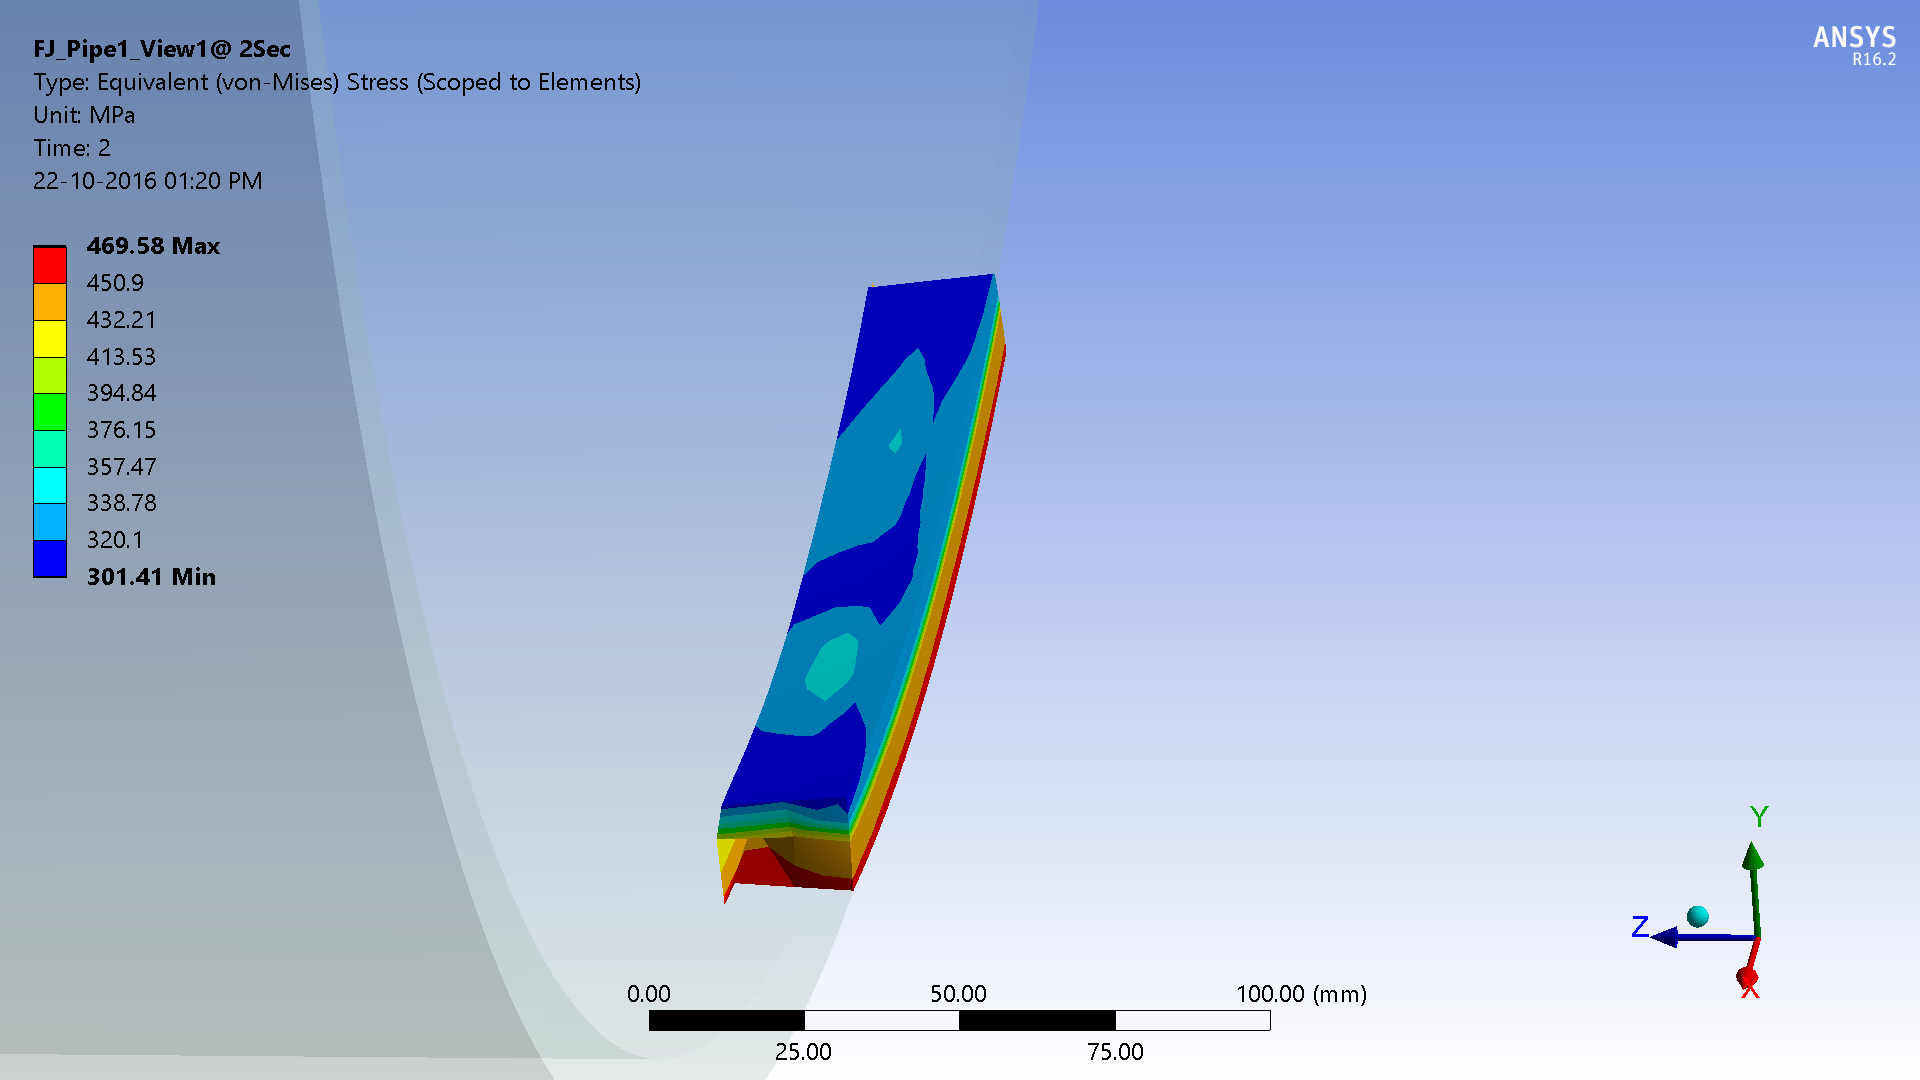 FJ_Pipe1_View1@ 2Sec
Type: Equivalent (von-Mises) Stress (Scoped to Elements)
Unit: MPa
Time: 2
22-10-2016 01:20 PM
ANSYS
R16.2
469.58 Max
450.9
432.21
413.53
394.84
376.15
357.47
338.78
320.1
301.41 Min
Y
Z
X
0.00 50.00 100.00 (mm)
25.00 75.00